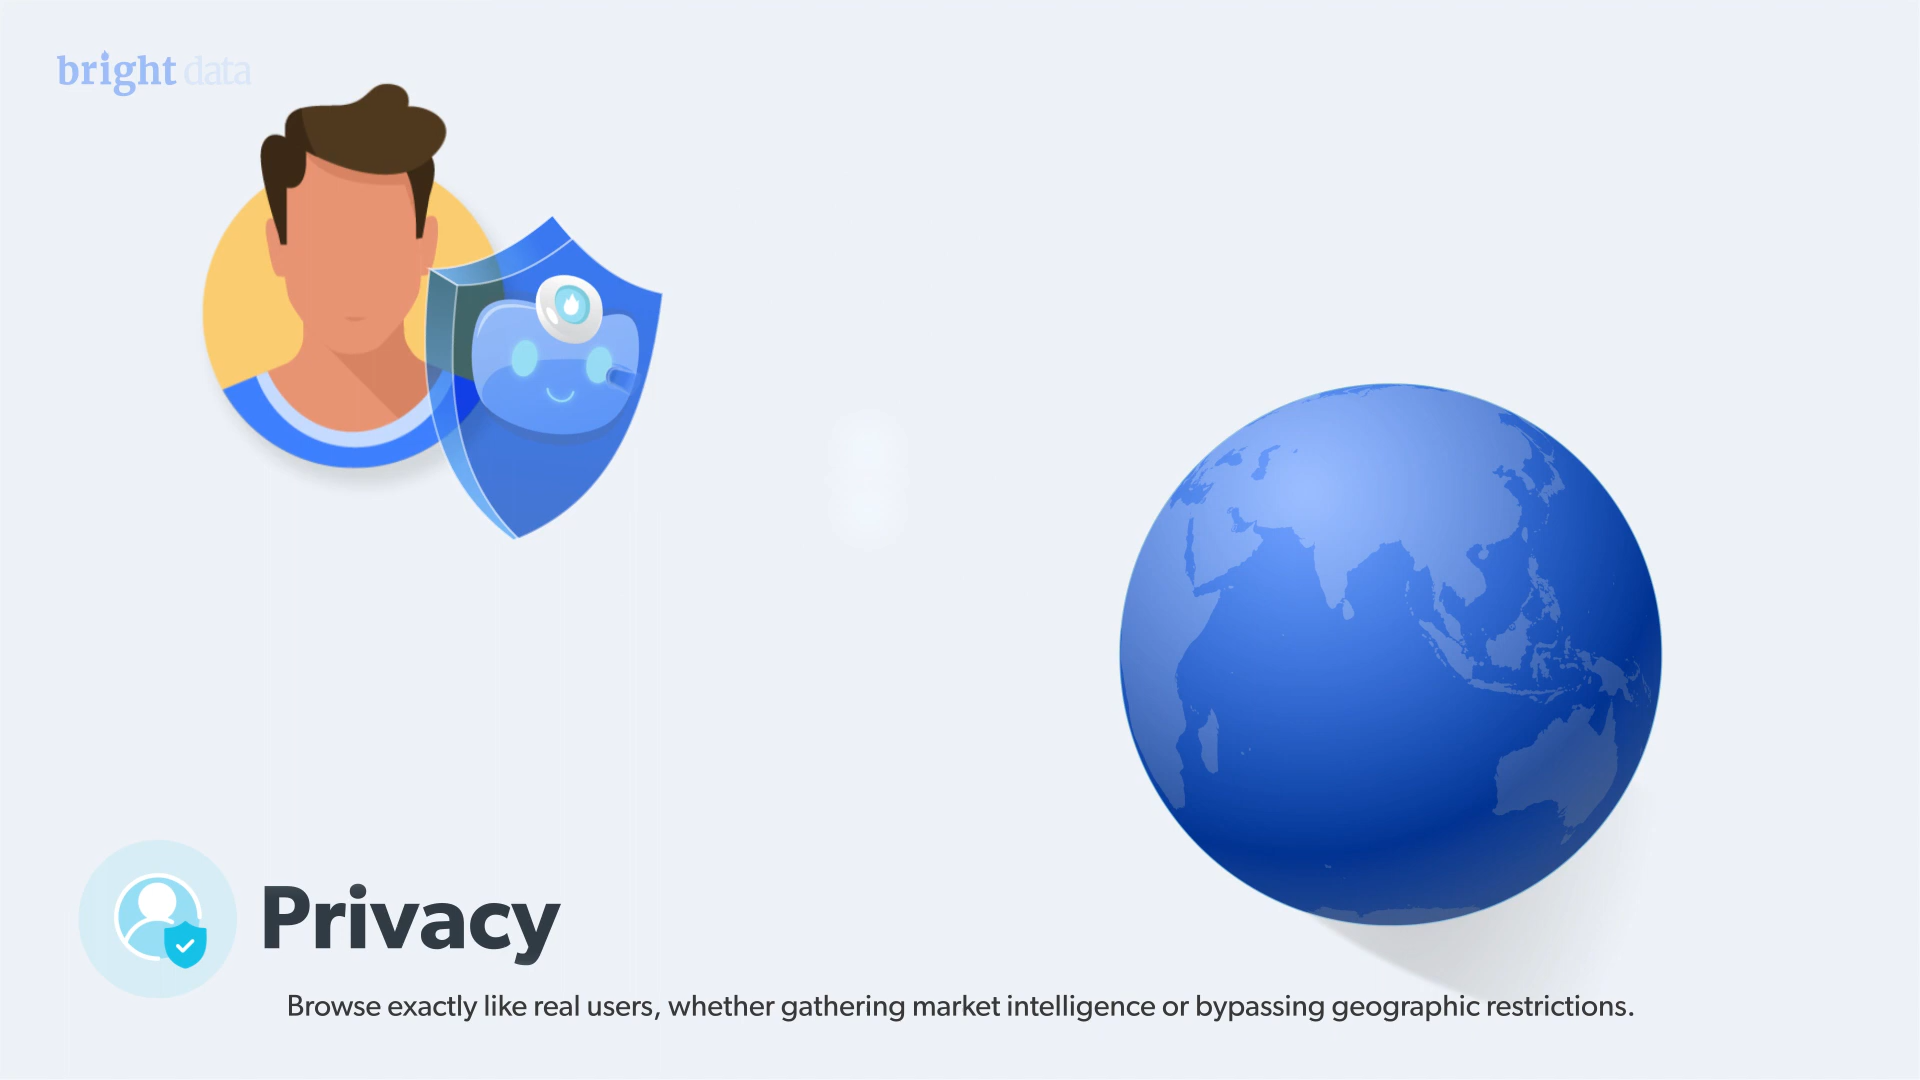 bright data
Privacy
Browse exactly like real users, whether gathering market intelligence or bypassing geographic restrictions.